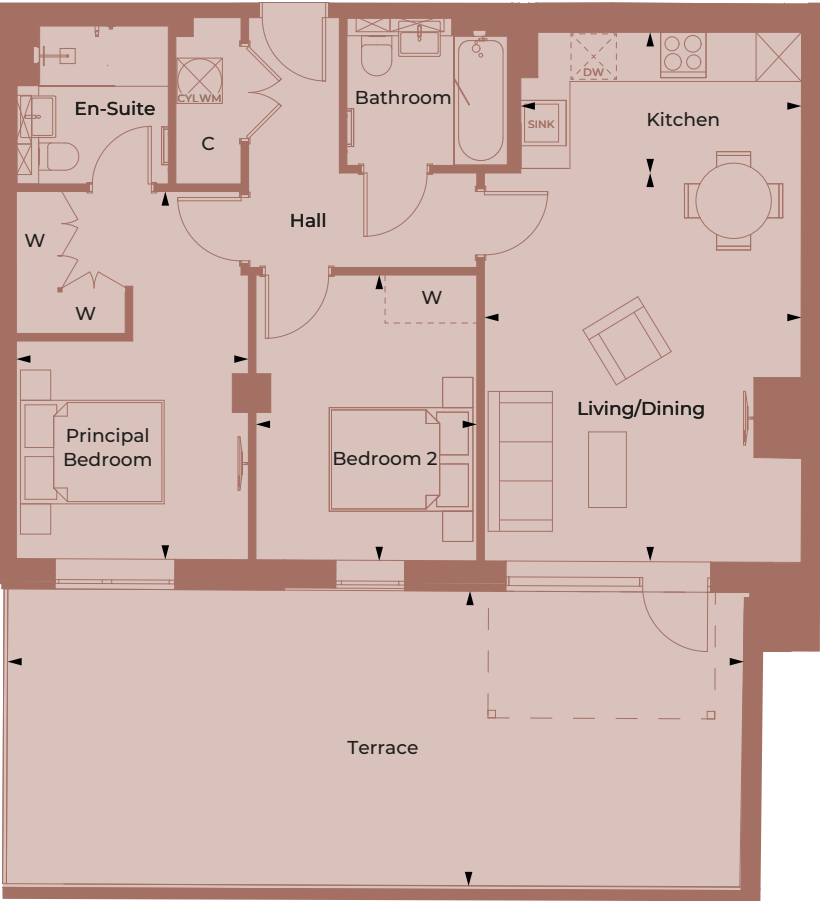 DW
CYLWM
En-Suite
Bathroom
Kitchen
SINK
C
Hall
W
W
W
Living/Dining
Principal
Bedroom
Bedroom 2
Terrace